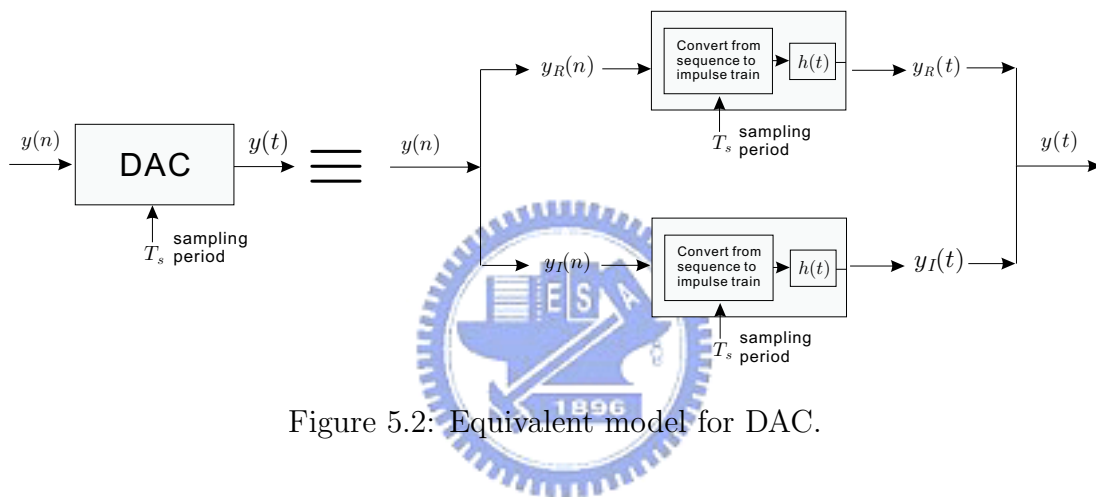 y(n)
DAC
y(t)
T_s sampling
period
y(n)
y_R(n)
Convert from
sequence to
impulse train
h(t)
y_R(t)
T_s sampling
period
y(t)
y_I(n)
Convert from
sequence to
impulse train
h(t)
y_I(t)
T_s sampling
period
E S A
1896
Figure 5.2: Equivalent model for DAC.